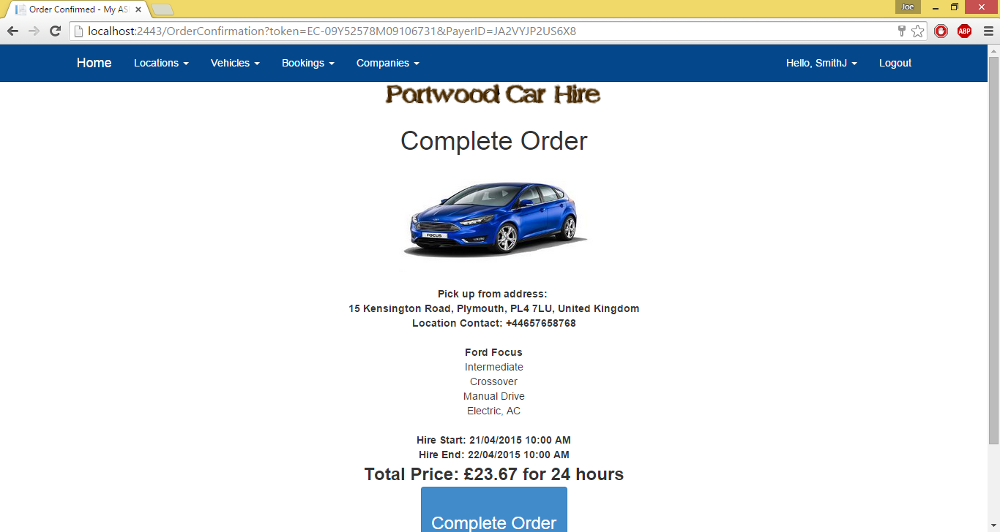 Order Confirmed - My AS
Joe
localhost:2443/OrderConfirmation?token=EC-09Y52578M09106731&PayerID=JA2VYJP2US6X8
ABP
Home Locations Vehicles Bookings Companies Hello, SmithJ Logout
Portwood Car Hire
Complete Order
FOCUS
Pick up from address:
15 Kensington Road, Plymouth, PL4 7LU, United Kingdom
Location Contact: +44657658768
Ford Focus
Intermediate
Crossover
Manual Drive
Electric, AC
Hire Start: 21/04/2015 10:00 AM
Hire End: 22/04/2015 10:00 AM
Total Price: £23.67 for 24 hours
Complete Order